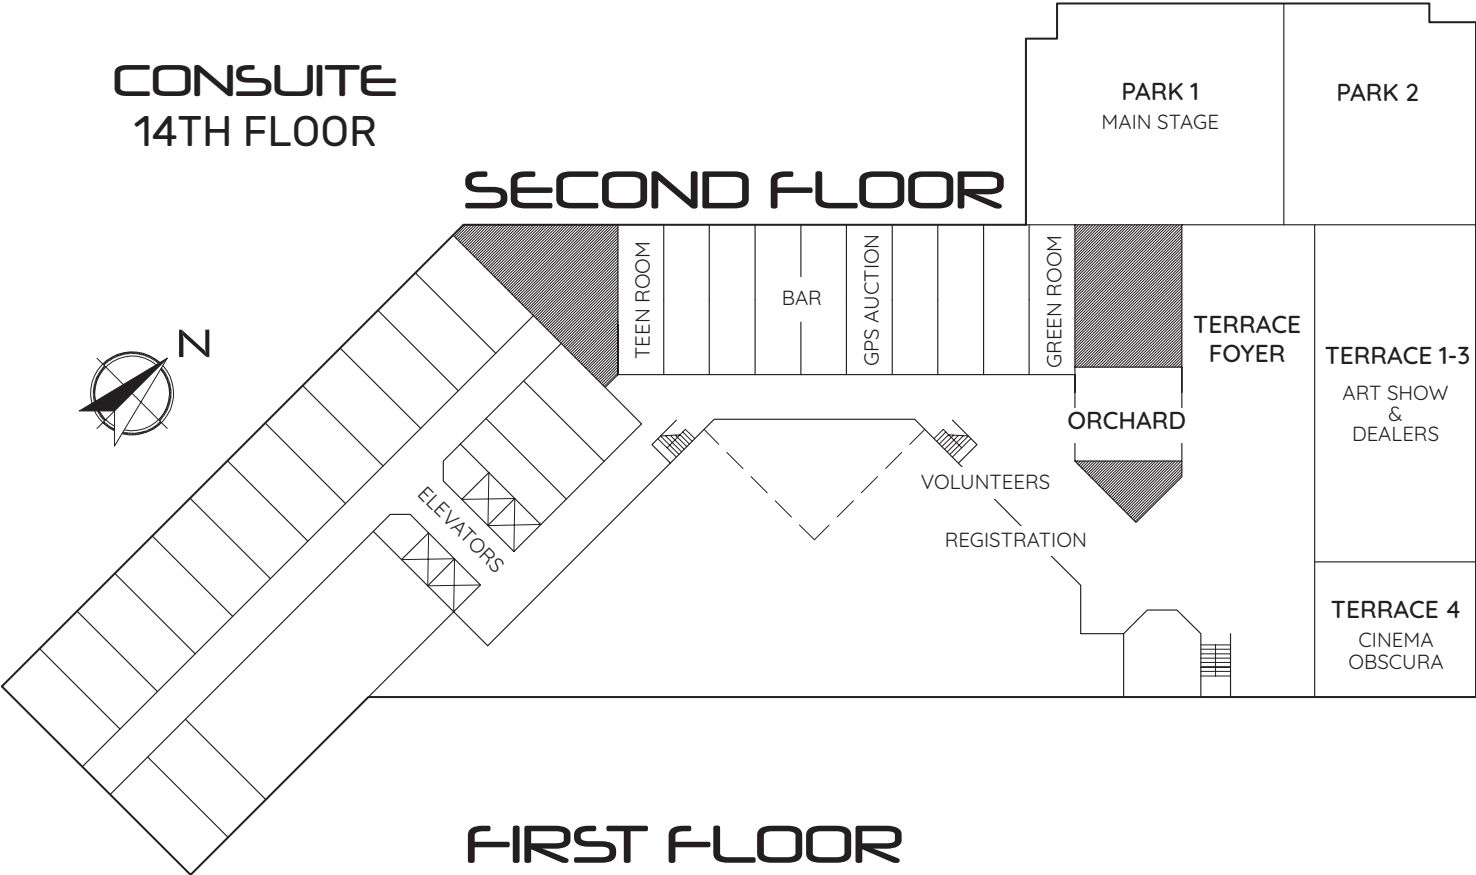 CONSUITE
14TH FLOOR
SECOND FLOOR
PARK 1
MAIN STAGE
PARK 2
N
TEEN ROOM
BAR
GPS AUCTION
GREEN ROOM
TERRACE
FOYER
TERRACE 1-3
ART SHOW
&
DEALERS
ORCHARD
ELEVATORS
VOLUNTEERS
REGISTRATION
TERRACE 4
CINEMA
OBSCURA
FIRST FLOOR